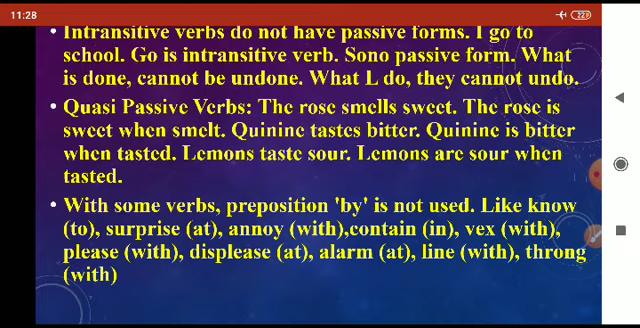 11:28
223
• Intransitive verbs do not have passive forms. I go to
school. Go is intransitive verb. Sono passive form. What
is done, cannot be undone. What L do, they cannot undo.
• Quasi Passive Verbs: The rose smells sweet. The rose is
sweet when smelt. Quinine tastes bitter. Quinine is bitter
when tasted. Lemons taste sour. Lemons are sour when
tasted.
• With some verbs, preposition 'by' is not used. Like know
(to), surprise (at), annoy (with),contain (in), vex (with),
please (with), displease (at), alarm (at), line (with), throng
(with)